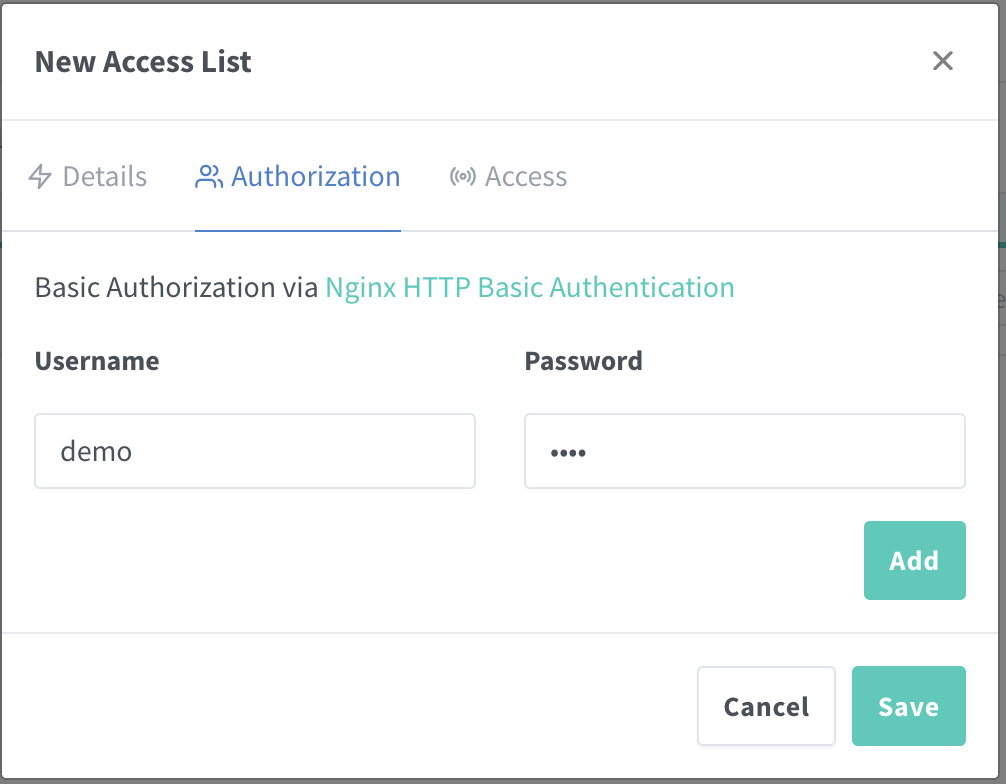 New Access List
Details Authorization Access
Basic Authorization via Nginx HTTP Basic Authentication
Username Password
demo ••••
Add
Cancel Save